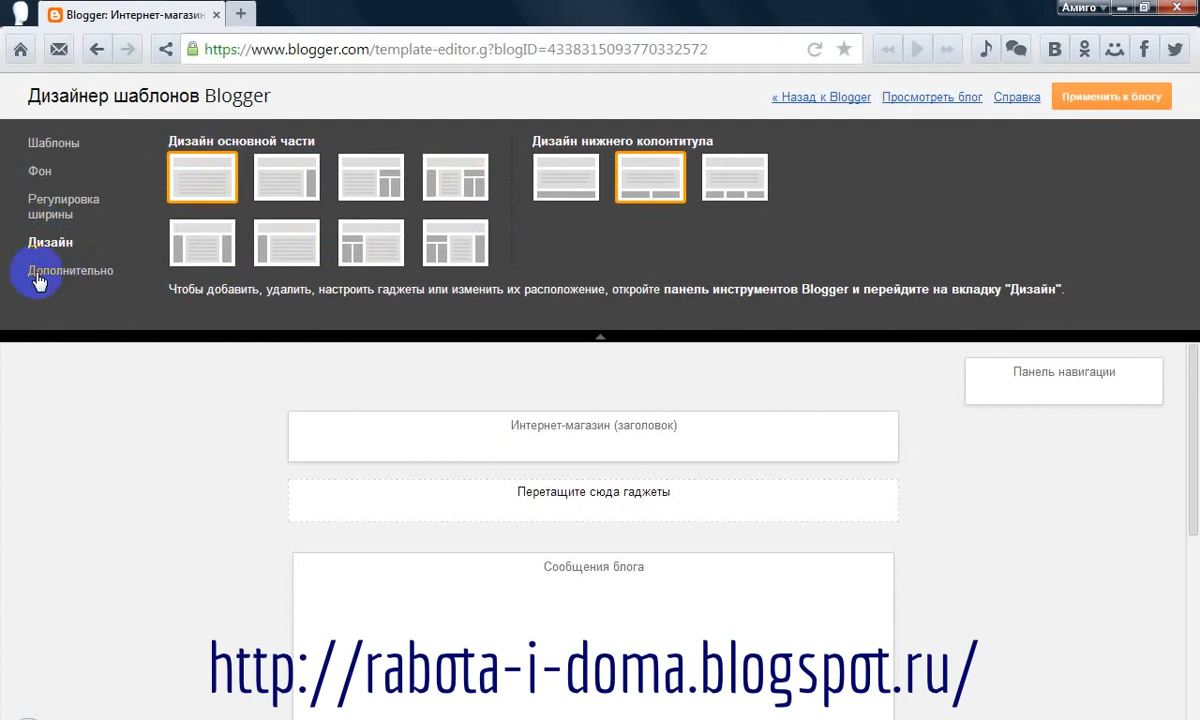 Blogger: Интернет-магазин
Амиго
https://www.blogger.com/template-editor.g?blogID=4338315093770332572
Дизайнер шаблонов Blogger
« Назад к Blogger
Просмотреть блог
Справка
Применить к блогу
Шаблоны
Фон
Регулировка
ширины
Дизайн
Дополнительно
Дизайн основной части
Дизайн нижнего колонтитула
Чтобы добавить, удалить, настроить гаджеты или изменить их расположение, откройте панель инструментов Blogger и перейдите на вкладку "Дизайн".
Панель навигации
Интернет-магазин (заголовок)
Перетащите сюда гаджеты
Сообщения блога
http://rabota-i-doma.blogspot.ru/